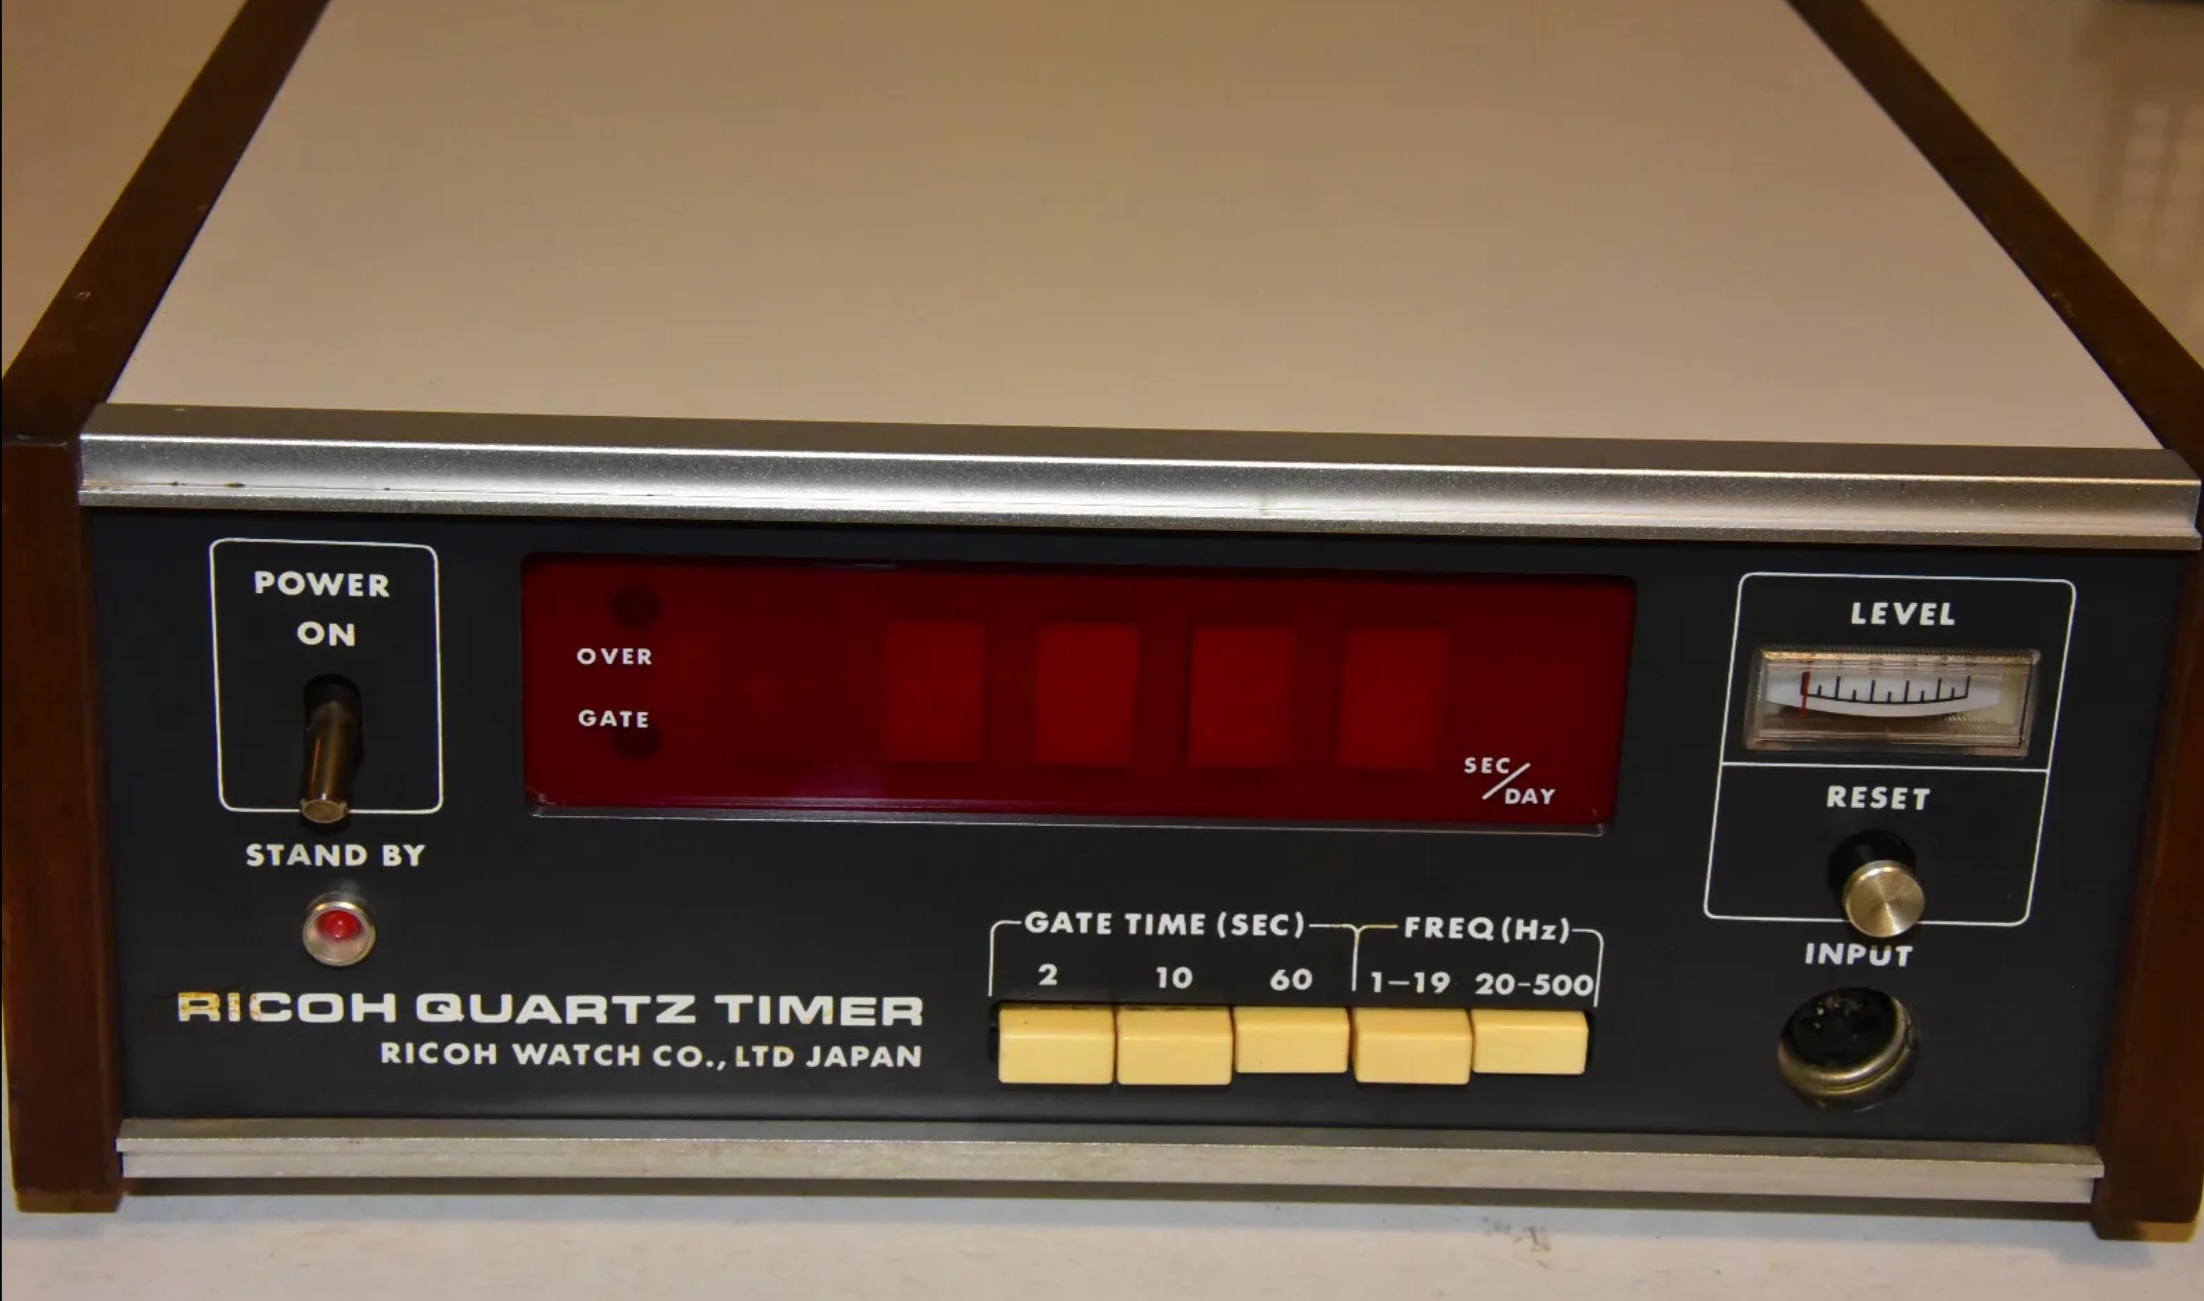 POWER
ON
STAND BY
OVER
GATE
SEC/DAY
LEVEL
RESET
INPUT
GATE TIME (SEC)
FREQ (Hz)
2 10 60 1-19 20-500
RICOH QUARTZ TIMER
RICOH WATCH CO., LTD JAPAN